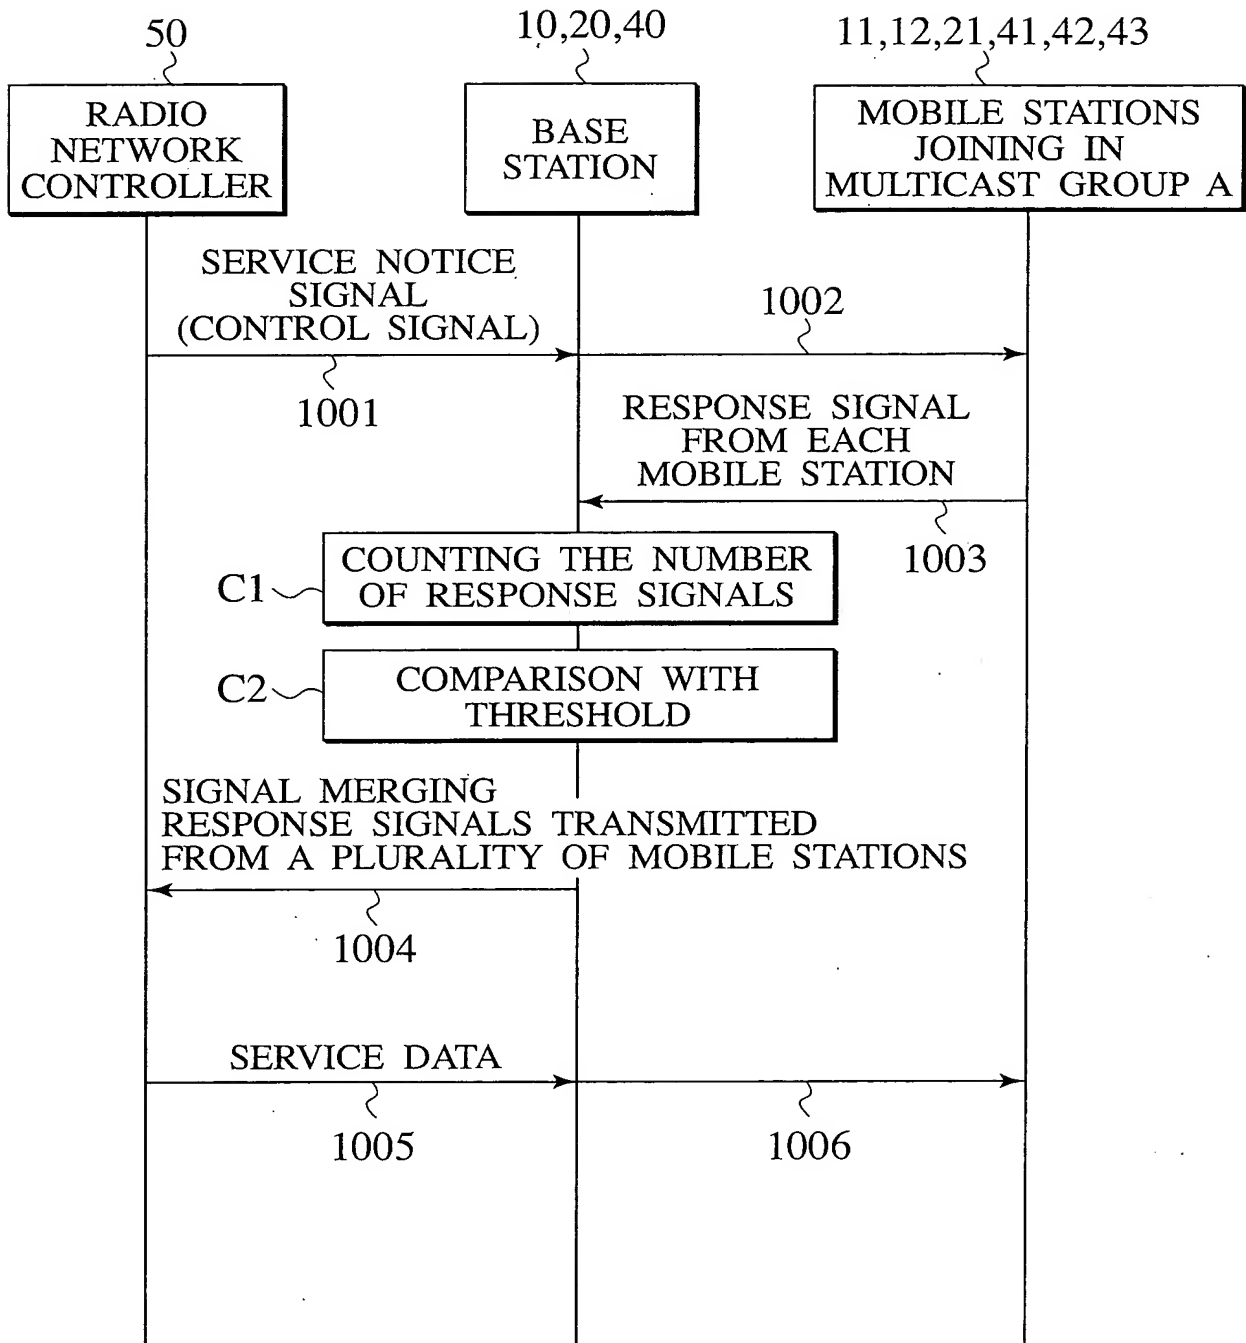 50
10,20,40
11,12,21,41,42,43
RADIO
NETWORK
CONTROLLER
BASE
STATION
MOBILE STATIONS
JOINING IN
MULTICAST GROUP A
SERVICE NOTICE
SIGNAL
(CONTROL SIGNAL)
1002
1001
RESPONSE SIGNAL
FROM EACH
MOBILE STATION
1003
C1
COUNTING THE NUMBER
OF RESPONSE SIGNALS
C2
COMPARISON WITH
THRESHOLD
SIGNAL MERGING
RESPONSE SIGNALS TRANSMITTED
FROM A PLURALITY OF MOBILE STATIONS
1004
SERVICE DATA
1005
1006